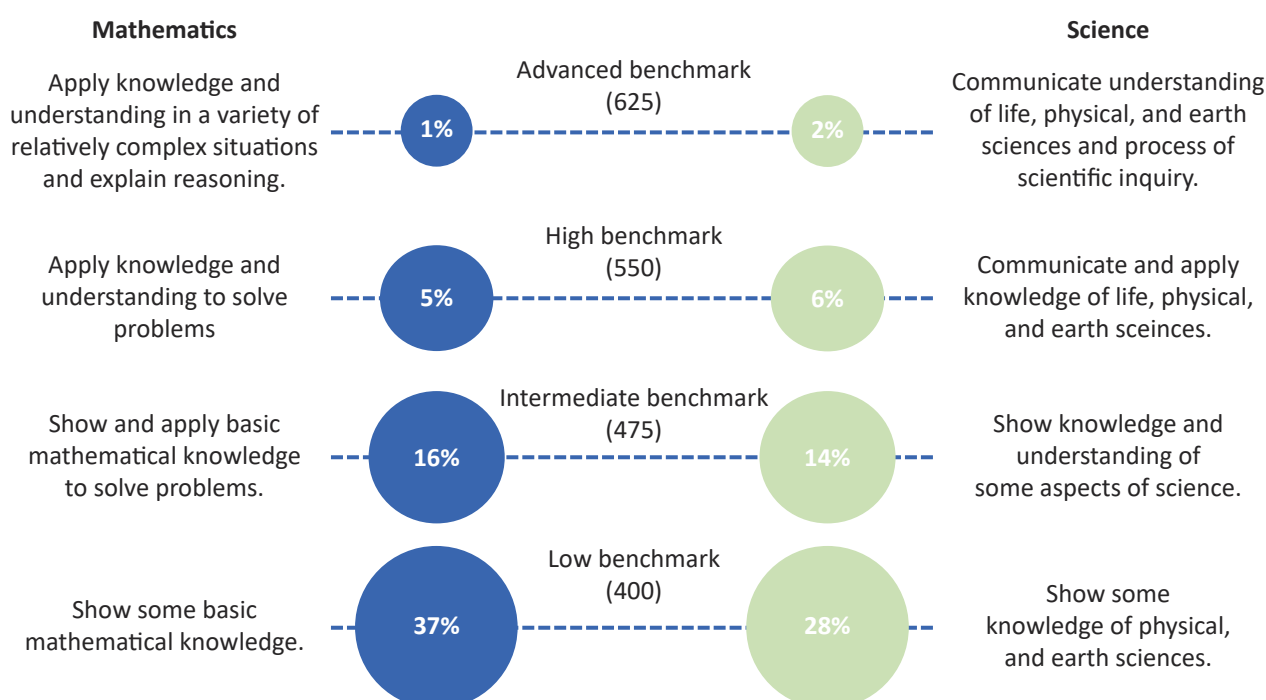 Mathematics
Science
Apply knowledge and
understanding in a variety of
relatively complex situations
and explain reasoning.
1%
Advanced benchmark
(625)
2%
Communicate understanding
of life, physical, and earth
sciences and process of
scientific inquiry.
Apply knowledge and
understanding to solve
problems
5%
High benchmark
(550)
6%
Communicate and apply
knowledge of life, physical,
and earth sceinces.
Show and apply basic
mathematical knowledge
to solve problems.
16%
Intermediate benchmark
(475)
14%
Show knowledge and
understanding of
some aspects of science.
Show some basic
mathematical knowledge.
37%
Low benchmark
(400)
28%
Show some
knowledge of physical,
and earth sciences.